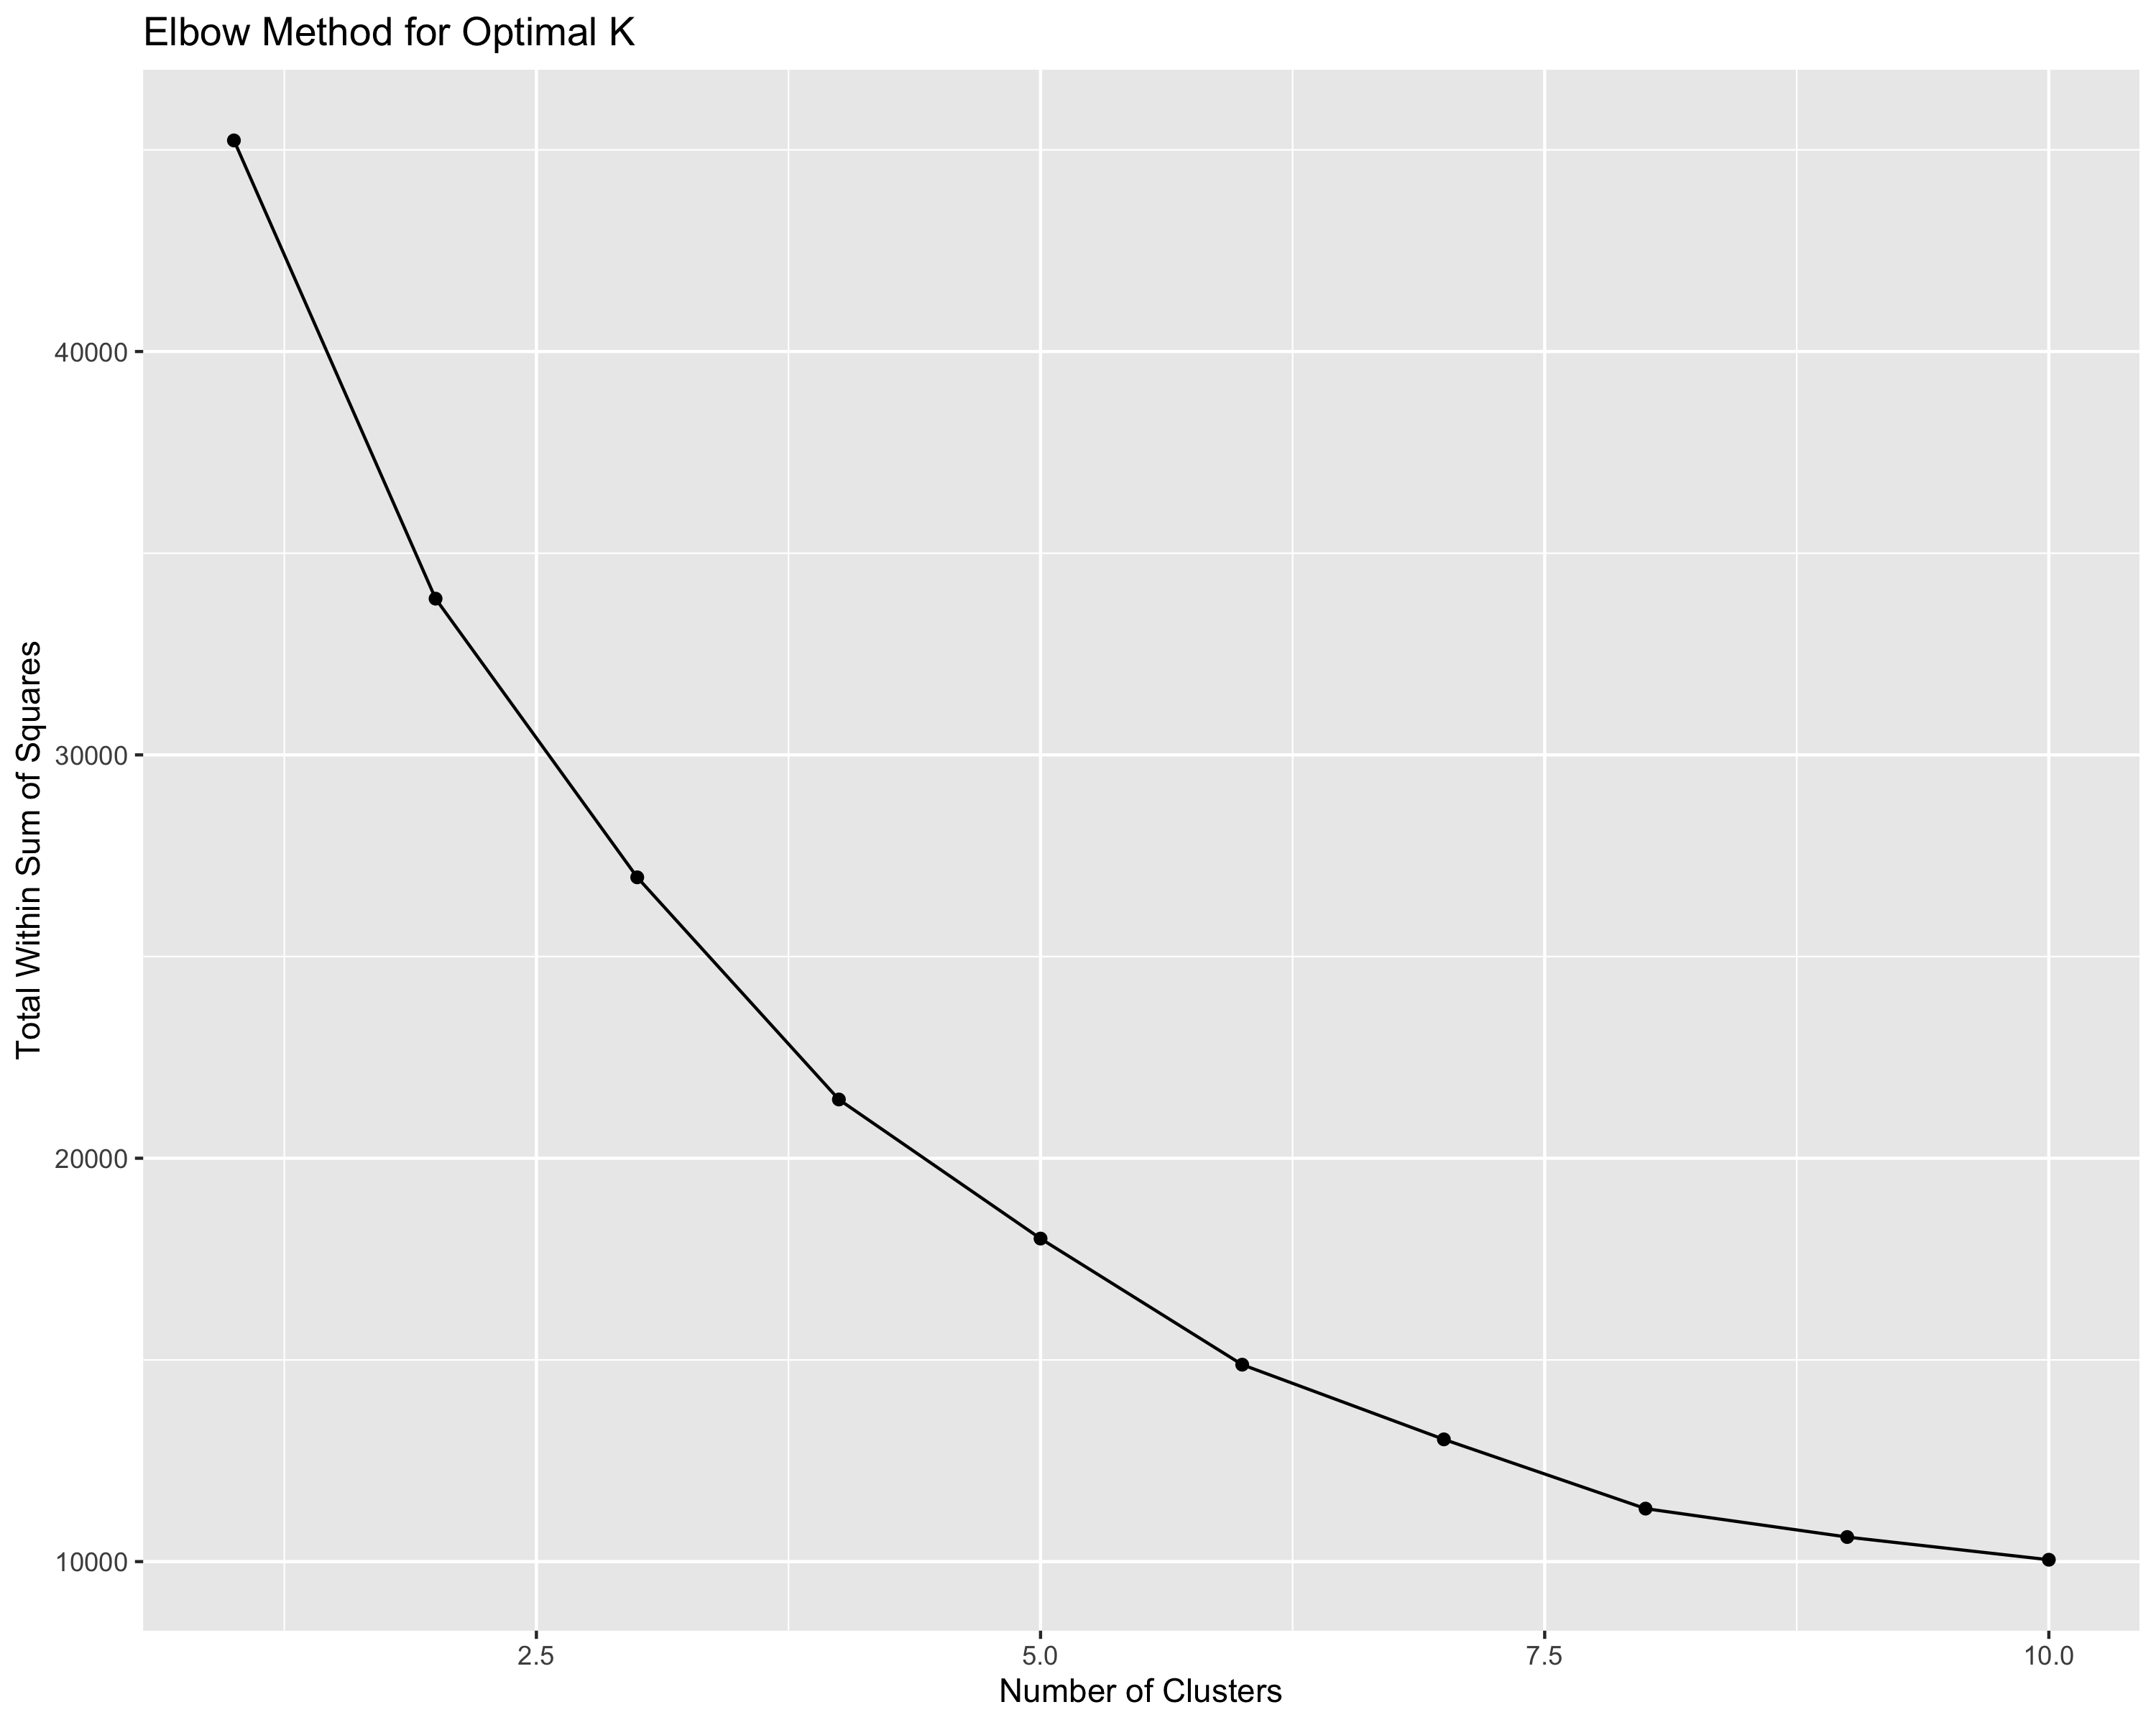 Elbow Method for Optimal K
Total Within Sum of Squares
40000
30000
20000
10000
2.5
5.0
7.5
10.0
Number of Clusters